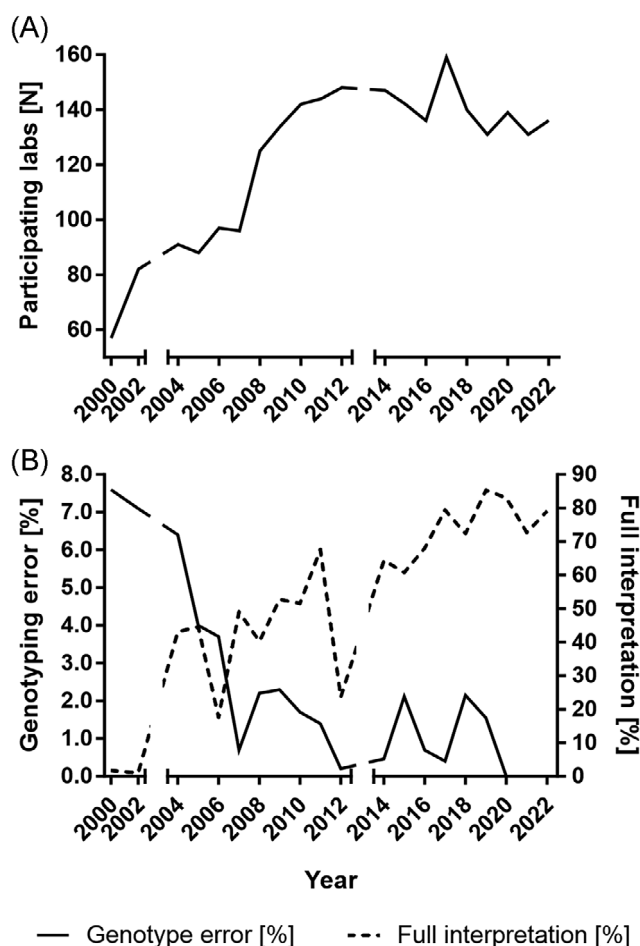 (A)
Participating labs [N]
160
140
120
100
80
60
2000 2002 2004 2006 2008 2010 2012 2014 2016 2018 2020 2022
(B)
Genotyping error [%]
8.0
7.0
6.0
5.0
4.0
3.0
2.0
1.0
0.0
90
80
70
60
50
40
30
20
10
0
Full interpretation
[%]
2000 2002 2004 2006 2008 2010 2012 2014 2016 2018 2020 2022
Year
Genotype error [%] Full interpretation [%]